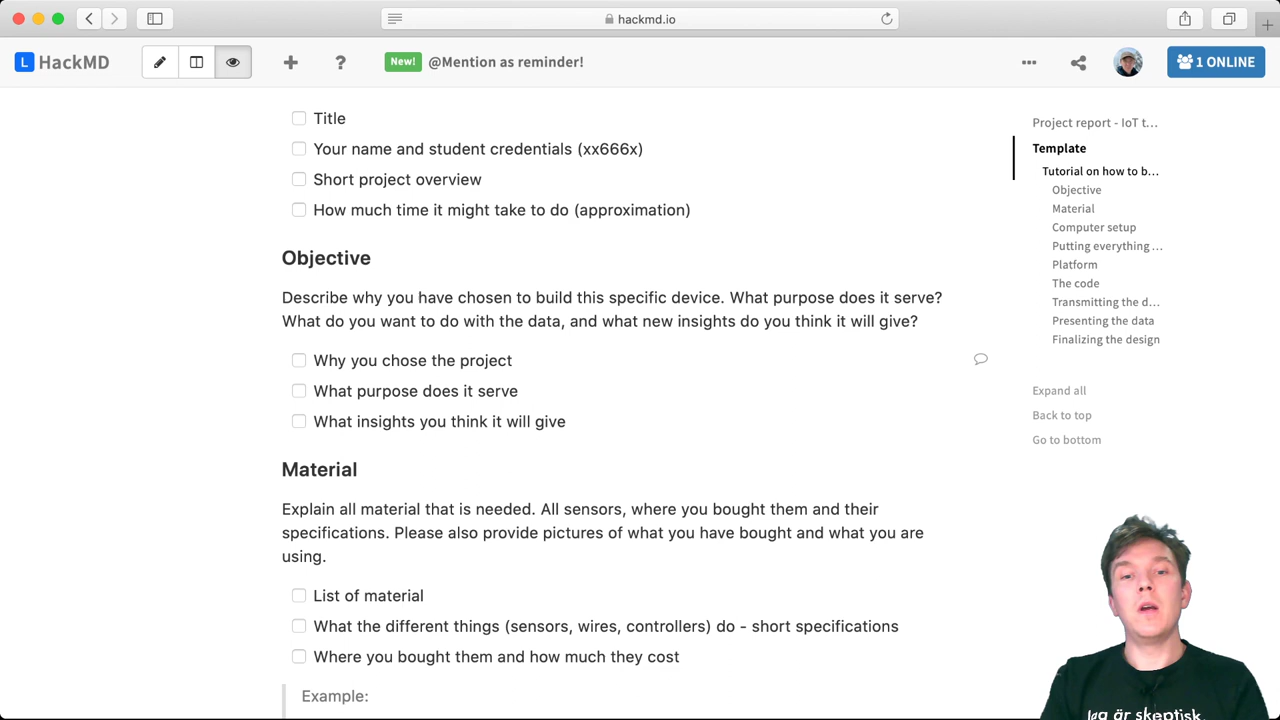 hackmd.io
L HackMD
New! @Mention as reminder!
1 ONLINE
Title
Your name and student credentials (xx666x)
Short project overview
How much time it might take to do (approximation)
Objective
Describe why you have chosen to build this specific device. What purpose does it serve?
What do you want to do with the data, and what new insights do you think it will give?
Why you chose the project
What purpose does it serve
What insights you think it will give
Material
Explain all material that is needed. All sensors, where you bought them and their
specifications. Please also provide pictures of what you have bought and what you are
using.
List of material
What the different things (sensors, wires, controllers) do - short specifications
Where you bought them and how much they cost
Example:
Project report - IoT t...
Template
Tutorial on how to b...
Objective
Material
Computer setup
Putting everything ...
Platform
The code
Transmitting the d...
Presenting the data
Finalizing the design
Expand all
Back to top
Go to bottom
Jag är skeptisk